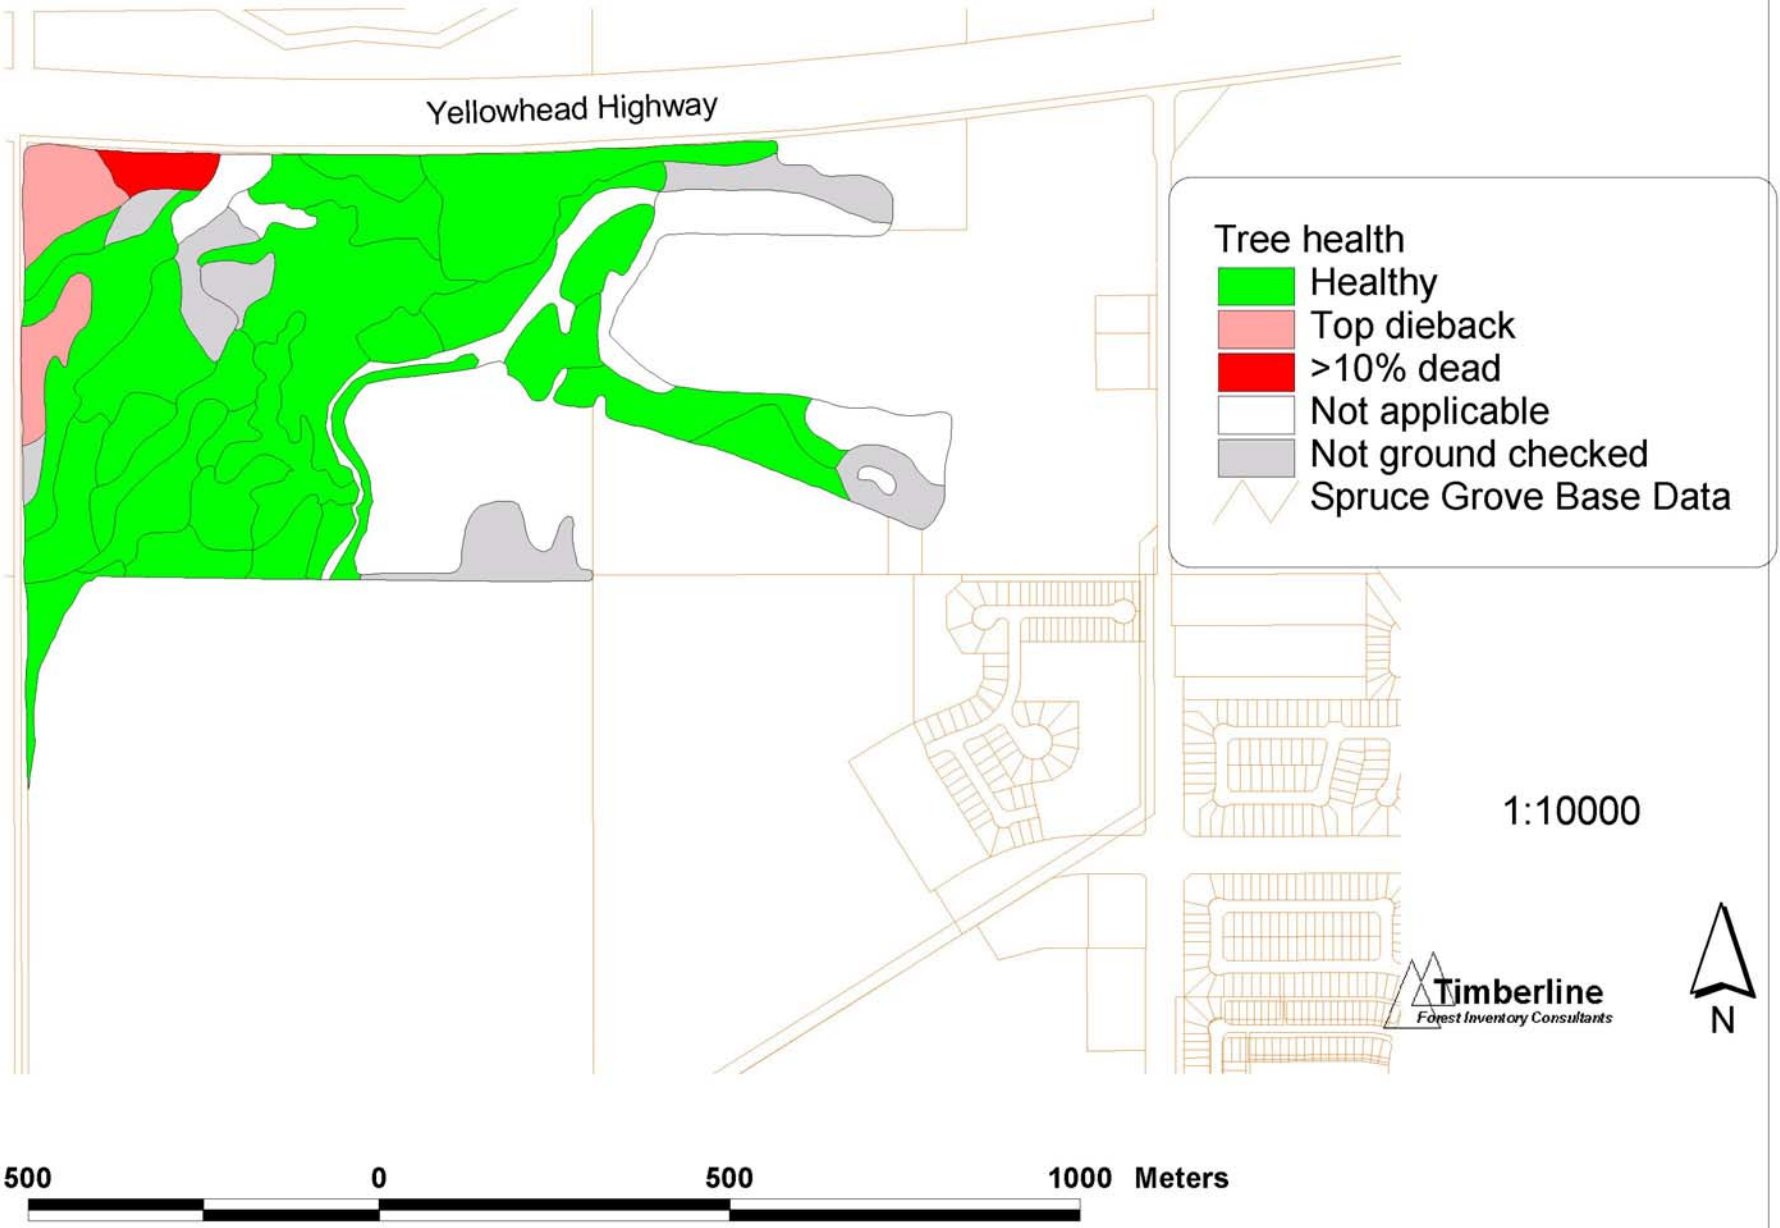 Yellowhead Highway
Tree health
Healthy
Top dieback
>10% dead
Not applicable
Not ground checked
Spruce Grove Base Data
1:10000
Timberline
Forest Inventory Consultants
N
500 0 500 1000 Meters